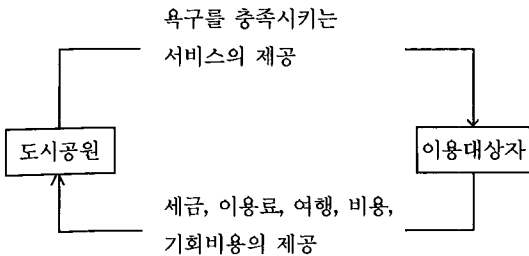 욕구를 충족시키는
서비스의 제공
도시공원
이용대상자
세금, 이용료, 여행, 비용,
기회비용의 제공